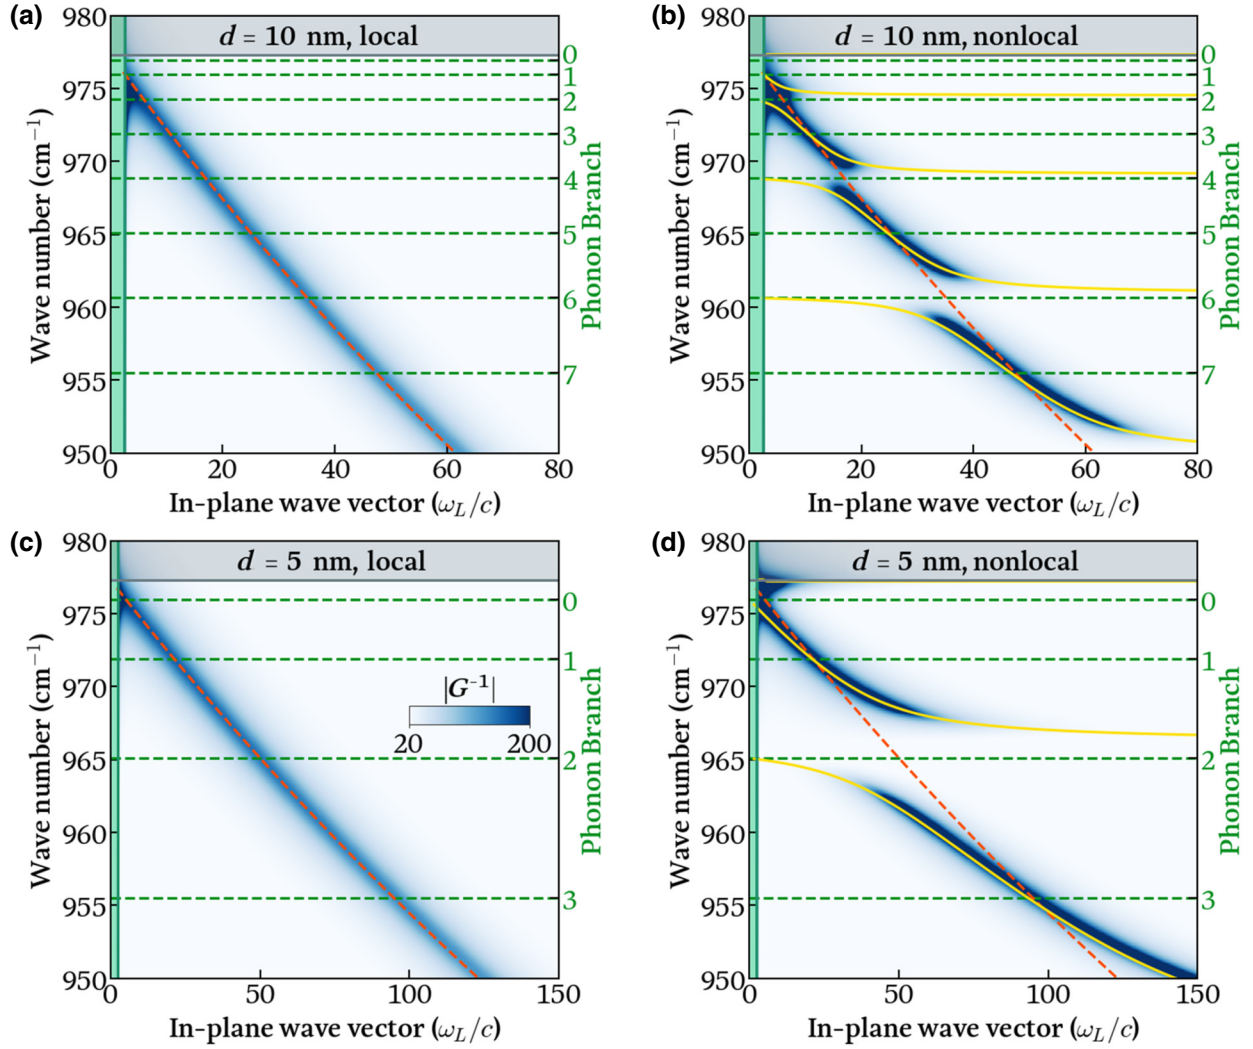 (a)
d = 10 nm, local
980
975
970
965
960
955
950
Wave number (cm−1)
0
1
2
3
4
5
6
7
Phonon Branch
0 20 40 60 80
In-plane wave vector (ωL/c)
(b)
d = 10 nm, nonlocal
980
975
970
965
960
955
950
Wave number (cm−1)
0
1
2
3
4
5
6
7
Phonon Branch
0 20 40 60 80
In-plane wave vector (ωL/c)
(c)
d = 5 nm, local
980
975
970
965
960
955
950
Wave number (cm−1)
|G-1|
20 200
0
1
2
3
Phonon Branch
0 50 100 150
In-plane wave vector (ωL/c)
(d)
d = 5 nm, nonlocal
980
975
970
965
960
955
950
Wave number (cm−1)
0
1
2
3
Phonon Branch
0 50 100 150
In-plane wave vector (ωL/c)